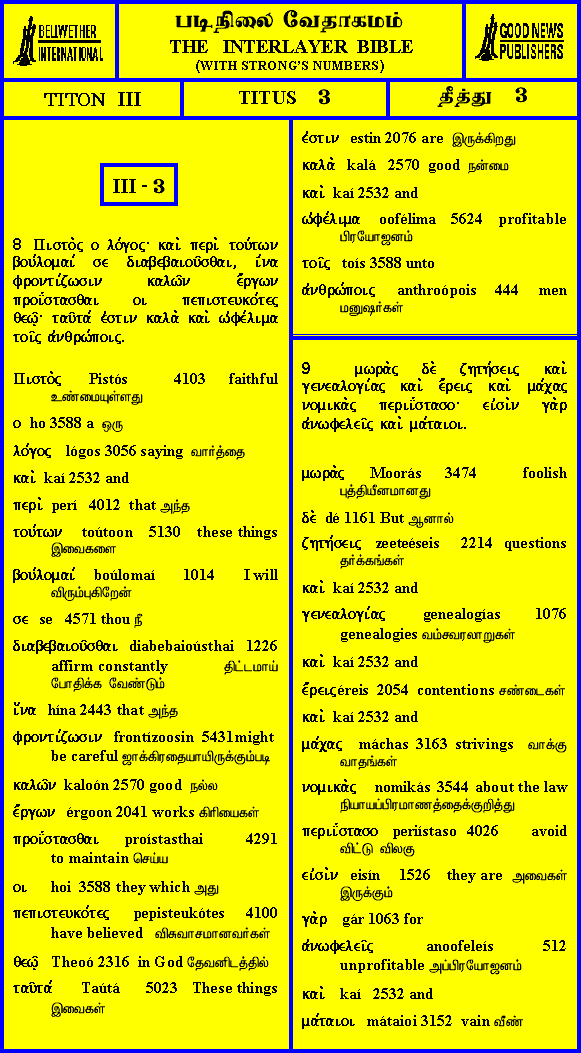 BELLWETHER
INTERNATIONAL
படிநிலை வேதாகமம்
THE INTERLAYER BIBLE
(WITH STRONG'S NUMBERS)
GOOD NEWS
PUBLISHERS
TITON III
TITUS 3
தீத்து 3
III - 3
8 Πιστὸς ο λόγος· καὶ περὶ τούτων
βούλομαί σε διαβεβαιοῦσθαι, ἵνα
φροντίζωσιν καλῶν ἔργων
προΐστασθαι οι πεπιστευκότες
θεῷ· ταῦτά ἐστιν καλὰ καὶ ὠφέλιμα
τοῖς ἀνθρώποις.
Πιστὸς Pistós 4103 faithful
உண்மையுள்ளது
ο ho 3588 a ஒரு
λόγος lógos 3056 saying வார்த்தை
καὶ kaí 2532 and
περὶ perí 4012 that அந்த
τούτων toútoon 5130 these things
இவைகளை
βούλομαί boúlomaí 1014 I will
விரும்புகிறேன்
σε se 4571 thou நீ
διαβεβαιοῦσθαι diabebaioústhai 1226
affirm constantly திட்டமாய்
போதிக்க வேண்டும்
ἵνα hína 2443 that அந்த
φροντίζωσιν frontízoosin 5431might
be careful ஜாக்கிரதையாயிருக்கும்படி
καλῶν kaloón 2570 good நல்ல
ἔργων érgoon 2041 works கிரியைகள்
προΐστασθαι proístasthai 4291
to maintain செய்ய
οι hoi 3588 they which அது
πεπιστευκότες pepisteukótes 4100
have believed விசுவாசமானவர்கள்
θεῷ Theoó 2316 in God தேவனிடத்தில்
ταῦτά Taútá 5023 These things
இவைகள்
ἐστιν estin 2076 are இருக்கிறது
καλὰ kalá 2570 good நன்மை
καὶ kaí 2532 and
ὠφέλιμα oofélima 5624 profitable
பிரயோஜனம்
τοῖς toís 3588 unto
ἀνθρώποις anthroópois 444 men
மனுஷர்கள்
9 μωρὰς δὲ ζητήσεις καὶ
γενεαλογίας καὶ ἔρεις καὶ μάχας
νομικὰς περιΐστασο· εἰσὶν γὰρ
ἀνωφελεῖς καὶ μάταιοι.
μωρὰς Moorás 3474 foolish
புத்தியீனமானது
δὲ dé 1161 But ஆனால்
ζητήσεις zeeteéseis 2214 questions
தர்க்கங்கள்
καὶ kaí 2532 and
γενεαλογίας genealogías 1076
genealogies வம்சவரலாறுகள்
καὶ kaí 2532 and
ἔρεις éreis 2054 contentions சண்டைகள்
καὶ kaí 2532 and
μάχας máchas 3163 strivings வாக்கு
வாதங்கள்
νομικὰς nomikás 3544 about the law
நியாயப்பிரமாணத்தைக்குறித்து
περιΐστασο periístaso 4026 avoid
விட்டு விலகு
εἰσὶν eisín 1526 they are அவைகள்
இருக்கும்
γὰρ gár 1063 for
ἀνωφελεῖς anoofeleís 512
unprofitable அப்பிரயோஜனம்
καὶ kaí 2532 and
μάταιοι mátaioi 3152 vain வீண்